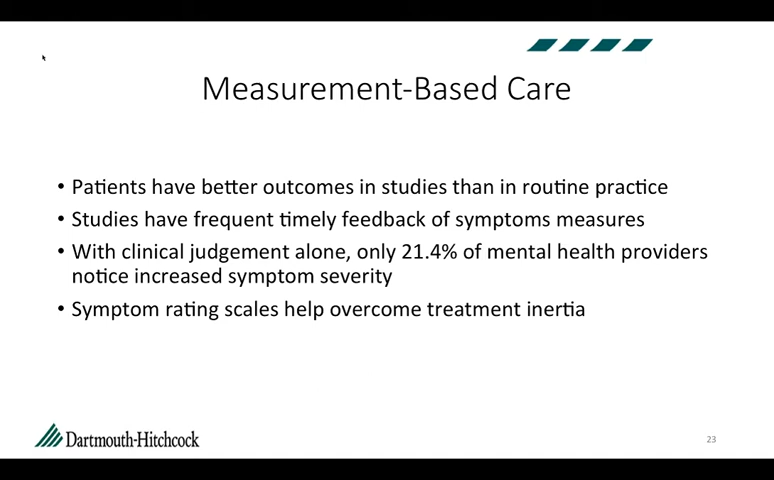 Measurement-Based Care
• Patients have better outcomes in studies than in routine practice
• Studies have frequent timely feedback of symptoms measures
• With clinical judgement alone, only 21.4% of mental health providers
notice increased symptom severity
• Symptom rating scales help overcome treatment inertia
Dartmouth-Hitchcock
23